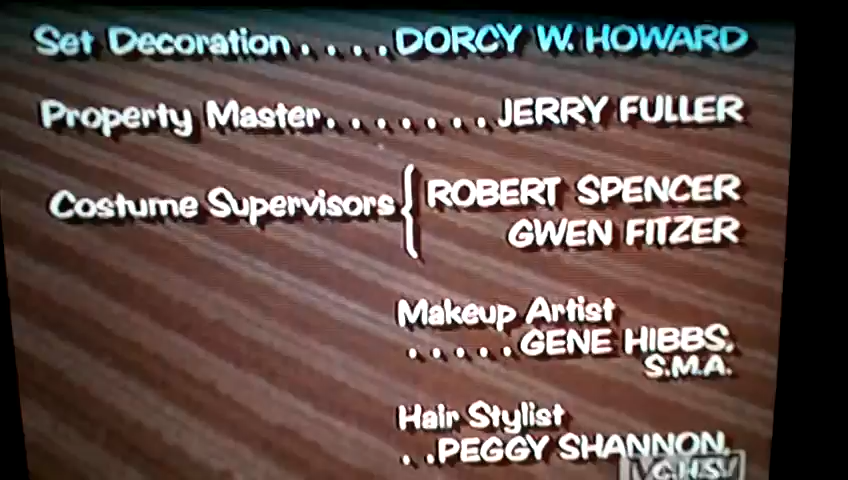 Set Decoration....DORCY W. HOWARD
Property Master.......JERRY FULLER
Costume Supervisors { ROBERT SPENCER
GWEN FITZER
Makeup Artist
.....GENE HIBBS,
S.M.A.
Hair Stylist
..PEGGY SHANNON,
C.H.S.